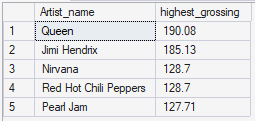 Artist_name highest_grossing
1 Queen 190.08
2 Jimi Hendrix 185.13
3 Nirvana 128.7
4 Red Hot Chili Peppers 128.7
5 Pearl Jam 127.71